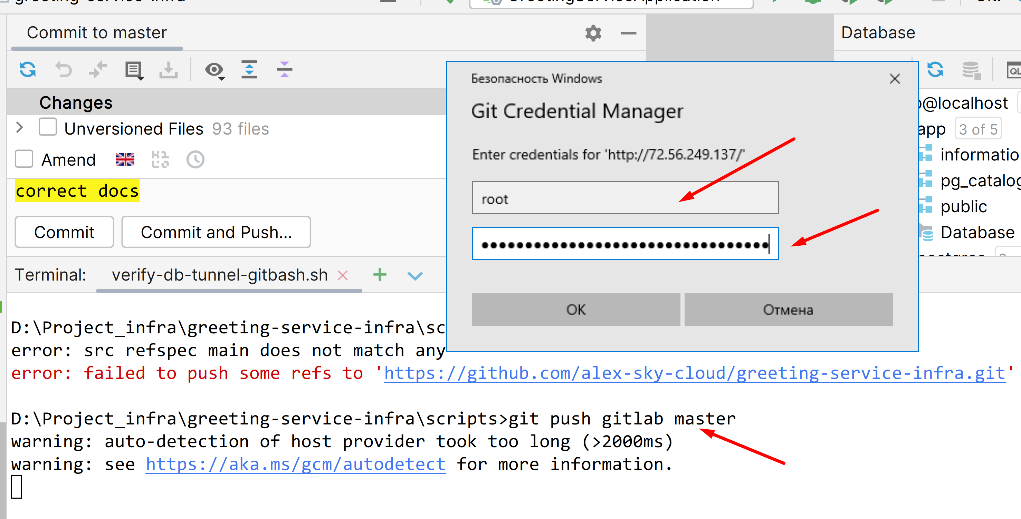 Commit to master
Database
Changes
Unversioned Files 93 files
Amend
correct docs
Commit
Commit and Push...
Безопасность Windows
Git Credential Manager
Enter credentials for 'http://72.56.249.137/'
root
●●●●●●●●●●●●●●●●●●●●●●●●●●●●●●●●●
OK
Отмена
@localhost
app 3 of 5
informatio
pg_catalog
public
Database
Terminal:
verify-db-tunnel-gitbash.sh
D:\Project_infra\greeting-service-infra\sc
error: src refspec main does not match any
error: failed to push some refs to 'https://github.com/alex-sky-cloud/greeting-service-infra.git'
D:\Project_infra\greeting-service-infra\scripts>git push gitlab master
warning: auto-detection of host provider took too long (>2000ms)
warning: see https://aka.ms/gcm/autodetect for more information.